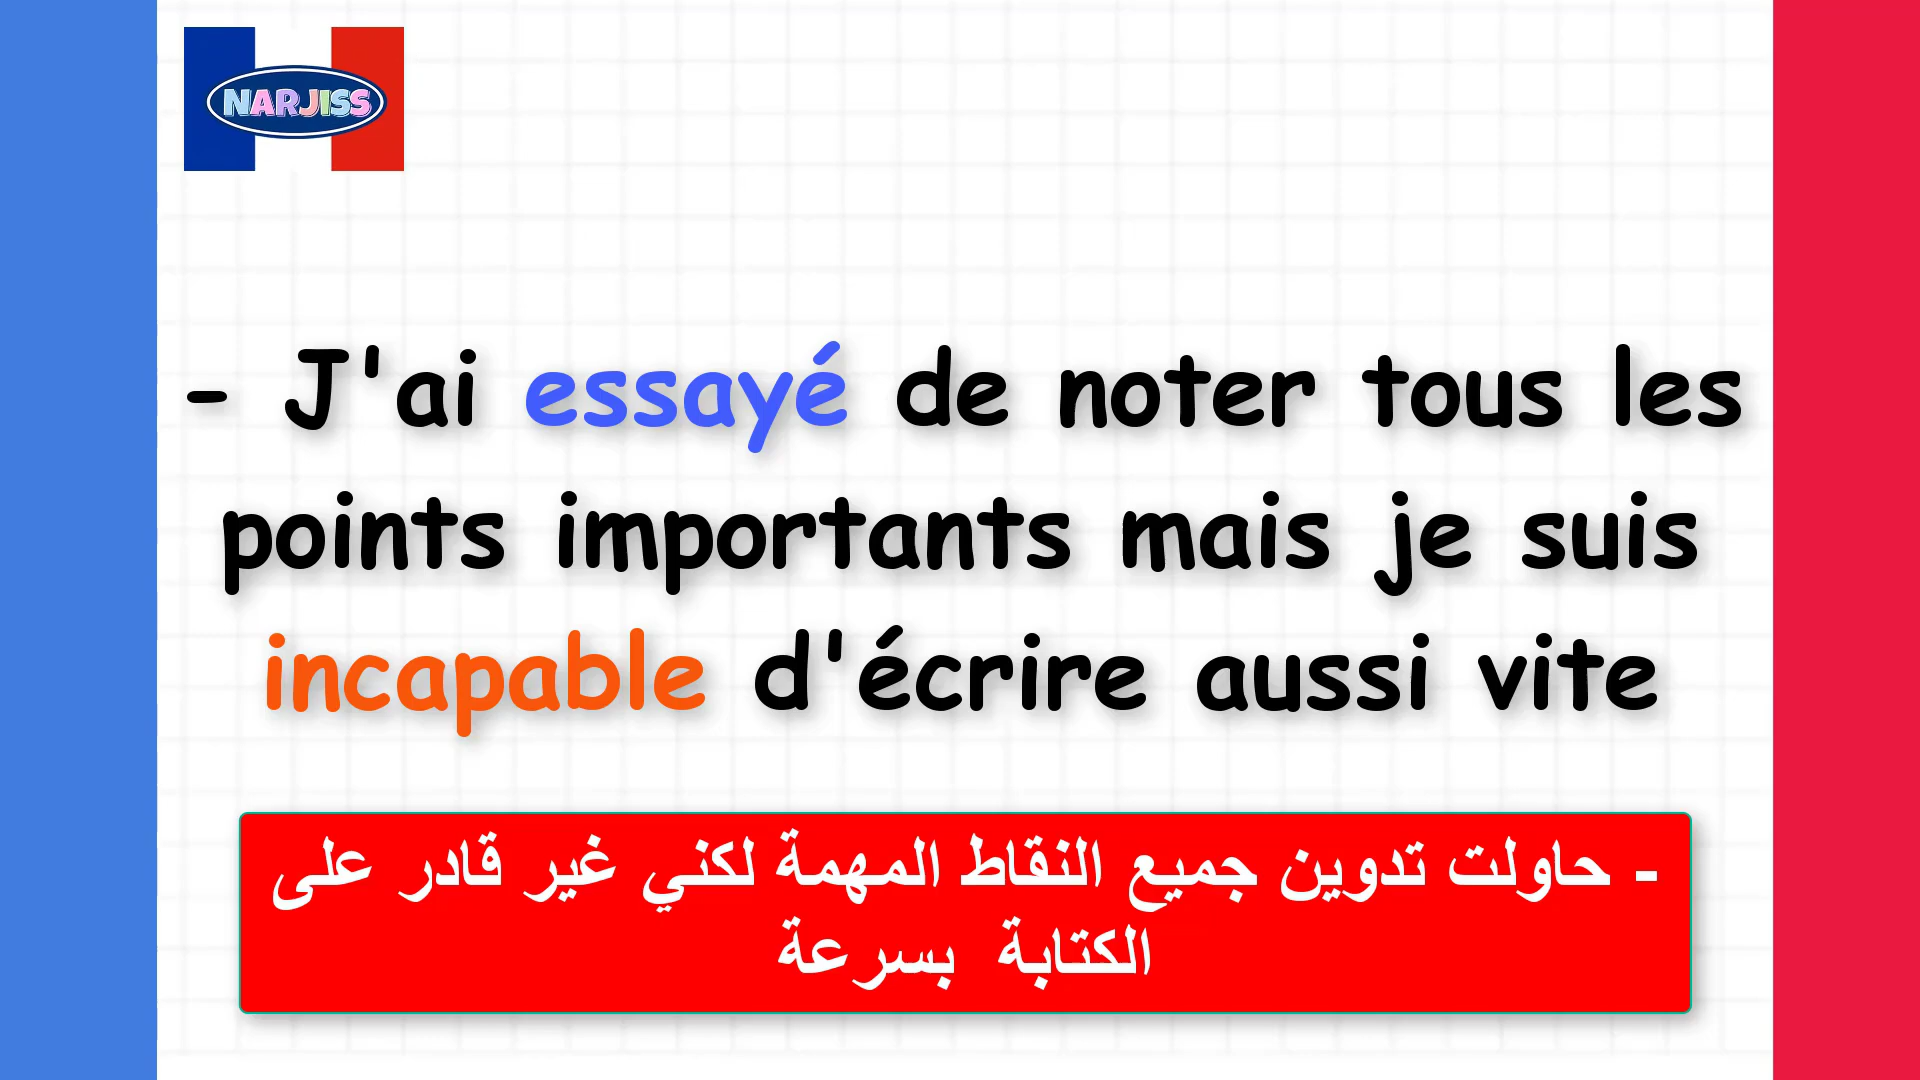 NARJISS
- J'ai essayé de noter tous les
points importants mais je suis
incapable d'écrire aussi vite
- حاولت تدوين جميع النقاط المهمة لكني غير قادر على
الكتابة بسرعة